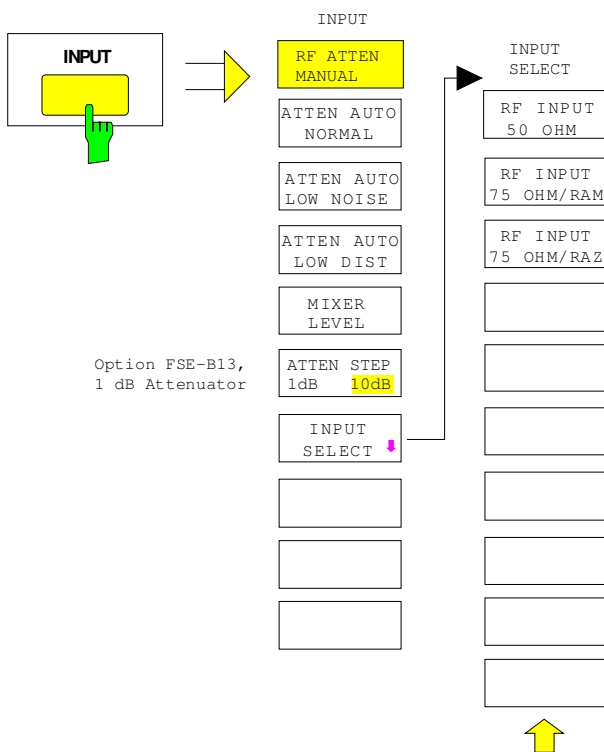 INPUT
INPUT
RF ATTEN
MANUAL
ATTEN AUTO
NORMAL
ATTEN AUTO
LOW NOISE
ATTEN AUTO
LOW DIST
MIXER
LEVEL
Option FSE-B13,
1 dB Attenuator
ATTEN STEP
1dB 10dB
INPUT
SELECT
INPUT
SELECT
RF INPUT
50 OHM
RF INPUT
75 OHM/RAM
RF INPUT
75 OHM/RAZ